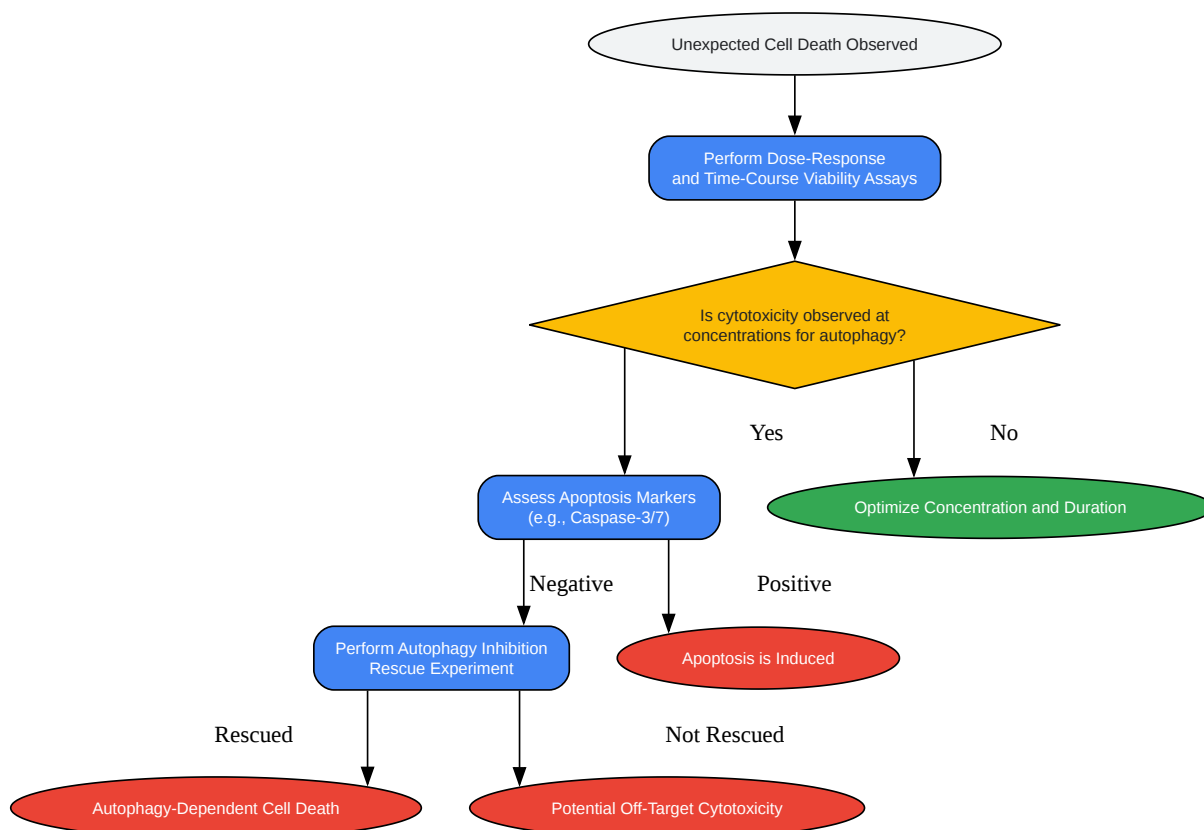 Unexpected Cell Death Observed
Perform Dose-Response
and Time-Course Viability Assays
Is cytotoxicity observed at
concentrations for autophagy?
Yes
No
Assess Apoptosis Markers
(e.g., Caspase-3/7)
Optimize Concentration and Duration
Negative
Positive
Perform Autophagy Inhibition
Rescue Experiment
Apoptosis is Induced
Rescued
Not Rescued
Autophagy-Dependent Cell Death
Potential Off-Target Cytotoxicity